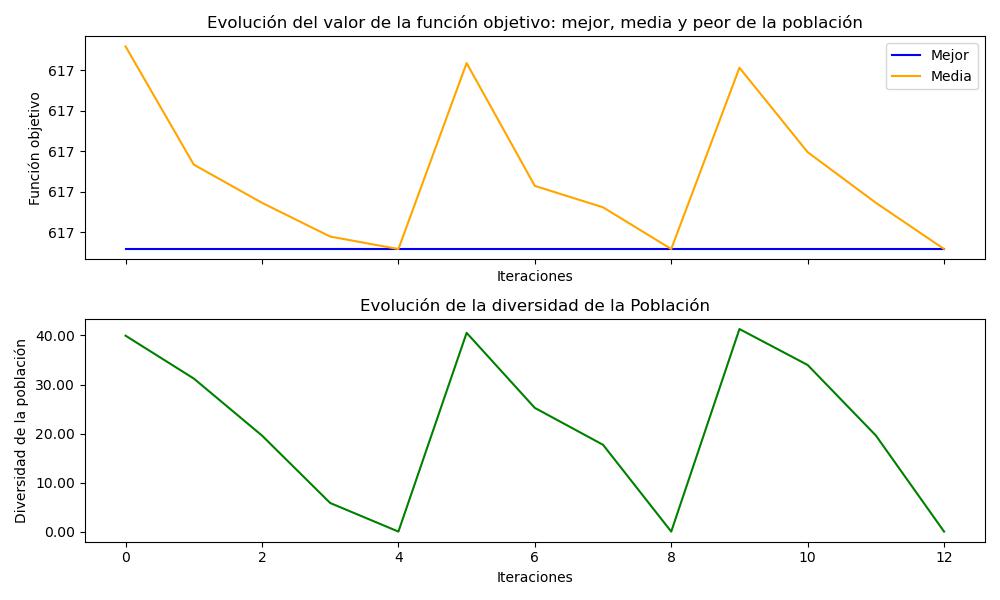 Evolución del valor de la función objetivo: mejor, media y peor de la población
Función objetivo
617
617
617
617
617
Mejor
Media
Iteraciones
Evolución de la diversidad de la Población
Diversidad de la población
40.00
30.00
20.00
10.00
0.00
0 2 4 6 8 10 12
Iteraciones